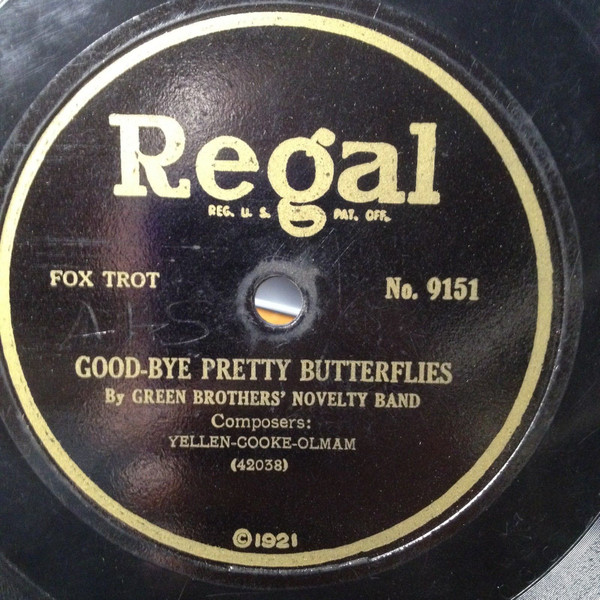 Regal
REG. U. S. PAT. OFF.
FOX TROT No. 9151
GOOD-BYE PRETTY BUTTERFLIES
By GREEN BROTHERS' NOVELTY BAND
Composers:
YELLEN-COOKE-OLMAM
(42038)
©1921